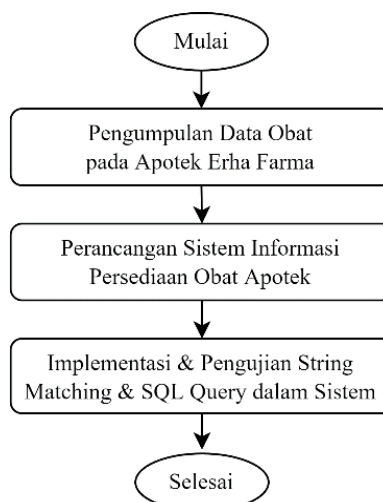 Mulai
Pengumpulan Data Obat
pada Apotek Erha Farma
Perancangan Sistem Informasi
Persediaan Obat Apotek
Implementasi & Pengujian String
Matching & SQL Query dalam Sistem
Selesai